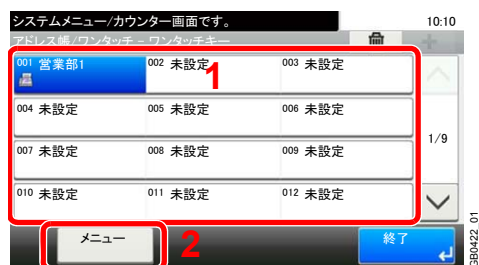 システムメニュー/カウンター画面です。 10:10
アドレス帳/ワンタッチ - ワンタッチキー
001 営業部1 002 未設定 003 未設定
1
004 未設定 005 未設定 006 未設定
1/9
007 未設定 008 未設定 009 未設定
010 未設定 011 未設定 012 未設定
メニュー 2 終了
GB0422_01